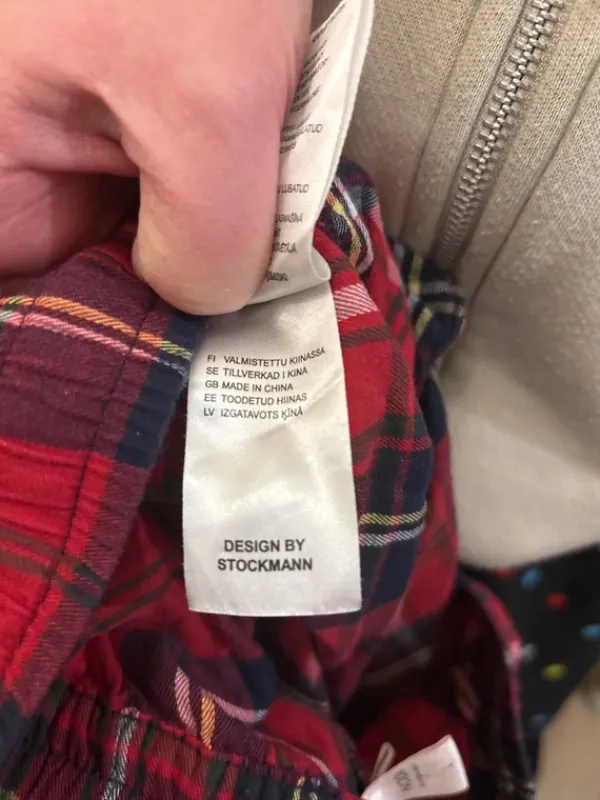 LUBATUD
FI VALMISTETTU KIINASSA
SE TILLVERKAD I KINA
GB MADE IN CHINA
EE TOODETUD HIINAS
LV IZGATAVOTS ĶĪNĀ
DESIGN BY
STOCKMANN